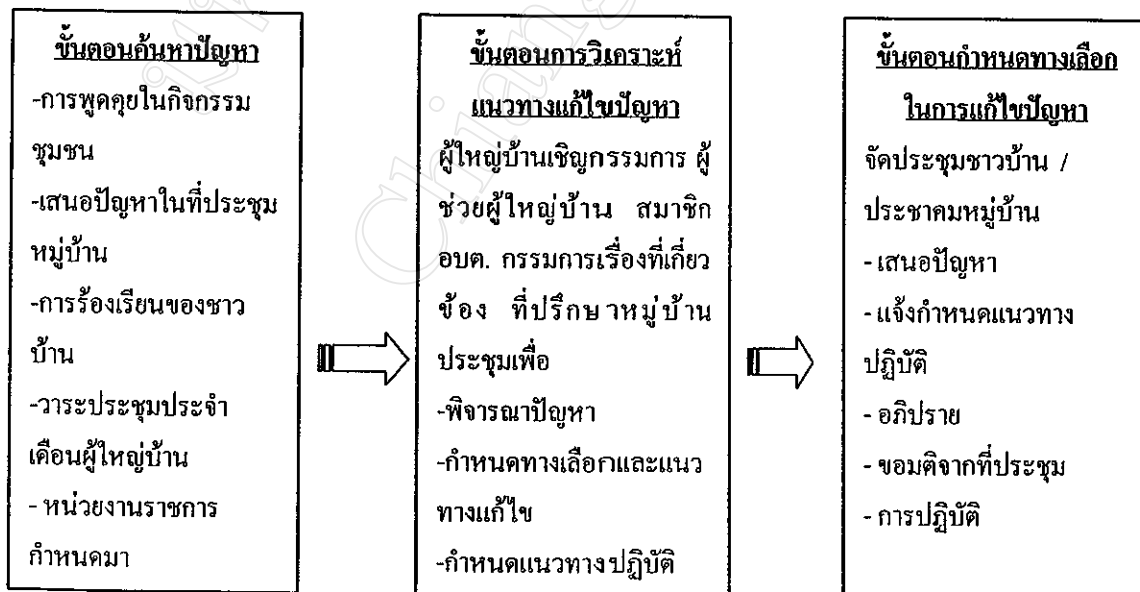 ขั้นตอนค้นหาปัญหา
-การพูดคุยในกิจกรรม
ชุมชน
-เสนอปัญหาในที่ประชุม
หมู่บ้าน
-การร้องเรียนของชาว
บ้าน
-วาระประชุมประจำ
เดือนผู้ใหญ่บ้าน
- หน่วยงานราชการ
กำหนดมา
ขั้นตอนการวิเคราะห์
แนวทางแก้ไขปัญหา
ผู้ใหญ่บ้านเชิญกรรมการ ผู้
ช่วยผู้ใหญ่บ้าน สมาชิก
อบต. กรรมการเรื่องที่เกี่ยว
ข้อง ที่ปรึกษาหมู่บ้าน
ประชุมเพื่อ
-พิจารณาปัญหา
-กำหนดทางเลือกและแนว
ทางแก้ไข
-กำหนดแนวทางปฏิบัติ
ขั้นตอนกำหนดทางเลือก
ในการแก้ไขปัญหา
จัดประชุมชาวบ้าน /
ประชาคมหมู่บ้าน
- เสนอปัญหา
- แจ้งกำหนดแนวทาง
ปฏิบัติ
- อภิปราย
- ขอมติจากที่ประชุม
- การปฏิบัติ
Chiang